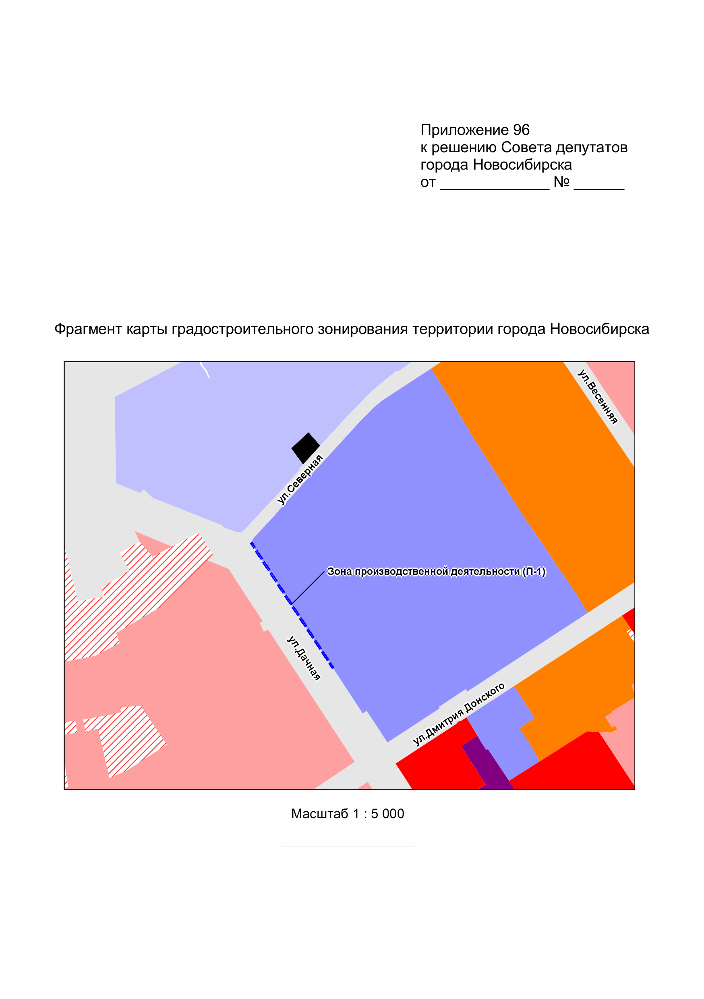 Приложение 96
к решению Совета депутатов
города Новосибирска
от _____________ № ______
Фрагмент карты градостроительного зонирования территории города Новосибирска
ул.Весенняя
ул.Северная
Зона производственной деятельности (П-1)
ул.Дачная
ул.Дмитрия Донского
Масштаб 1 : 5 000